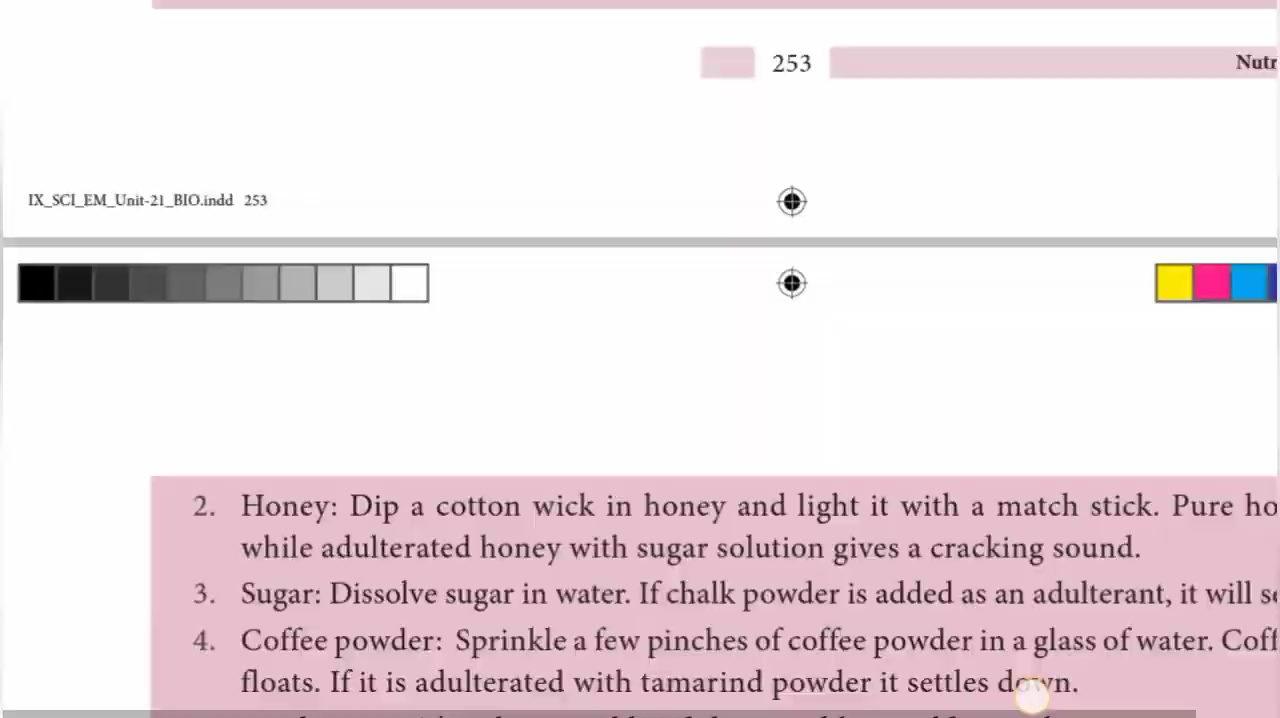 253
Nutr
IX_SCI_EM_Unit-21_BIO.indd 253
2. Honey: Dip a cotton wick in honey and light it with a match stick. Pure ho
while adulterated honey with sugar solution gives a cracking sound.
3. Sugar: Dissolve sugar in water. If chalk powder is added as an adulterant, it will se
4. Coffee powder: Sprinkle a few pinches of coffee powder in a glass of water. Coff
floats. If it is adulterated with tamarind powder it settles down.